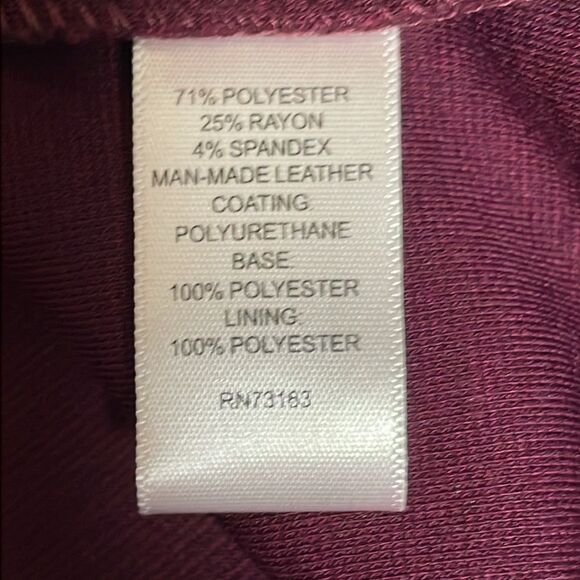 71% POLYESTER
25% RAYON
4% SPANDEX
MAN-MADE LEATHER
COATING:
POLYURETHANE
BASE:
100% POLYESTER
LINING:
100% POLYESTER
RN73183